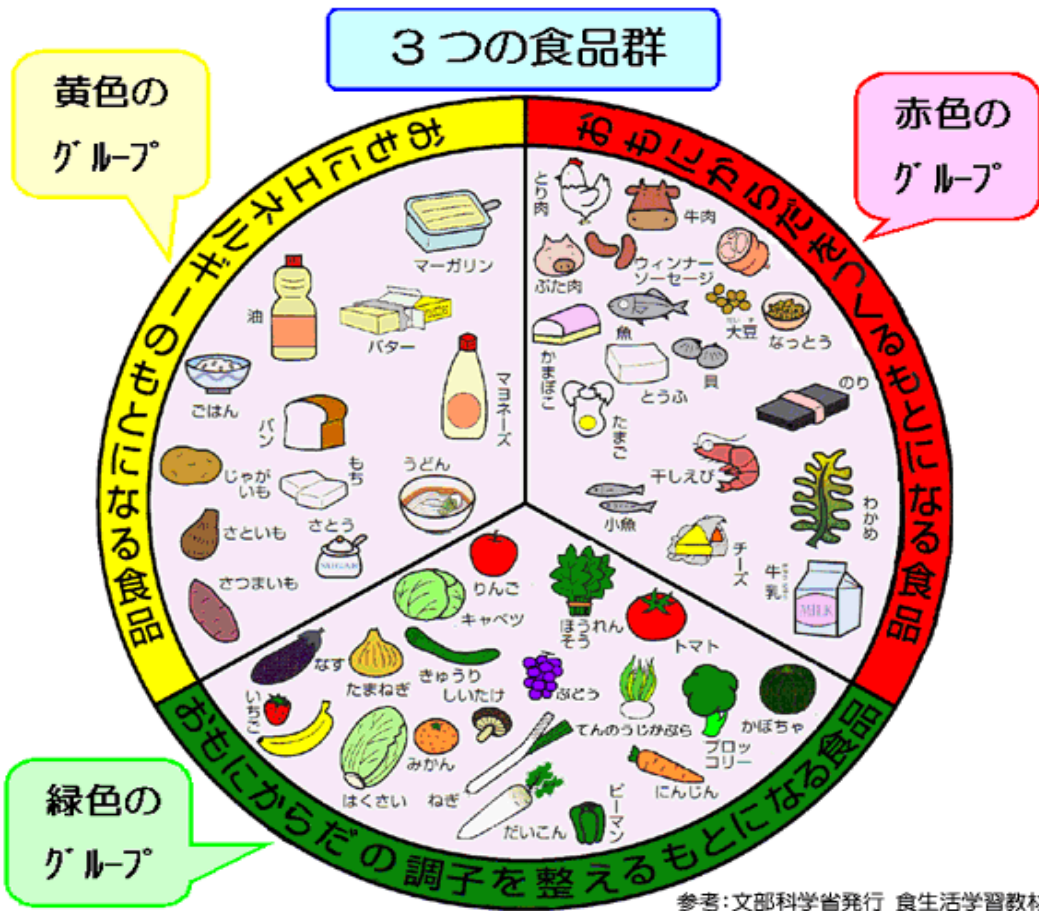 3つの食品群
黄色の
グループ
赤色の
グループ
おもにエネルギーのもとになる食品
おもにからだをつくるもとになる食品
マーガリン
油
バター
ごはん
パン
マヨネーズ
じゃが
いも
もち
うどん
さといも
さとう
SUGAR
さつまいも
とり肉
牛肉
ぶた肉
ウィンナー
ソーセージ
魚
大豆
なっとう
かまぼこ
とうふ
貝
のり
たまご
干しえび
小魚
わかめ
チーズ
牛乳
MILK
りんご
キャベツ
ほうれん
そう
トマト
なす
たまねぎ
きゅうり
しいたけ
ぶどう
いちご
てんのうじかぶら
ブロッ
コリー
かぼちゃ
みかん
はくさい
ねぎ
だいこん
ピーマン
にんじん
緑色の
グループ
おもにからだの調子を整えるもとになる食品
参考:文部科学省発行 食生活学習教材